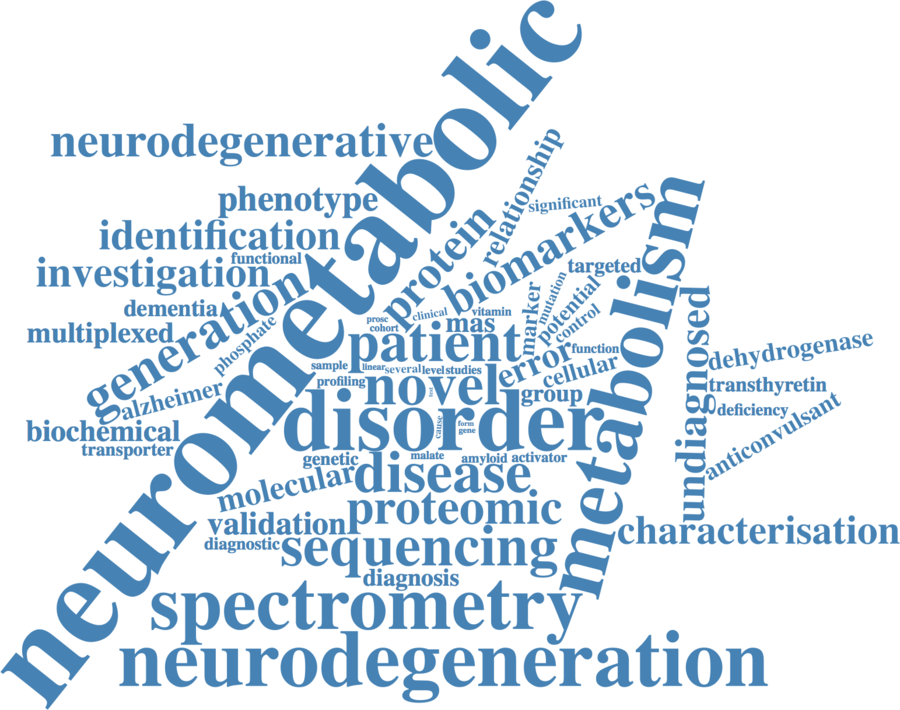 neurometabolic
neurodegenerative
relationship
phenotype
significant
protein
biomarkers
metabolism
identification
functional
investigation
targeted
generation
mutation
potential
marker
control
dementia
phosphate
multiplexed
prosc
clinical
vitamin
cohort
mas
patient
error
function
undiagnosed
dehydrogenase
sample
linear
several
level
studies
cellular
alzheimer
profiling
novel
test
group
transthyretin
deficiency
anticonvulsant
biochemical
transporter
disorder
cause
form
gene
genetic
malate
amyloid
activator
molecular
disease
proteomic
validation
characterisation
diagnostic
sequencing
diagnosis
spectrometry
neurodegeneration